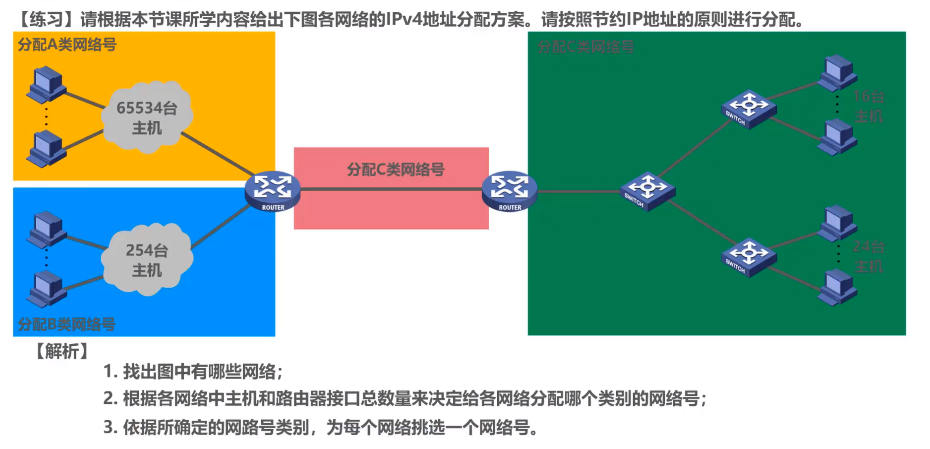 【练习】请根据本节课所学内容给出下图各网络的IPv4地址分配方案。请按照节约IP地址的原则进行分配。
分配A类网络号
分配C类网络号
65534台
主机
16台
主机
SWITCH
分配C类网络号
ROUTER
ROUTER
SWITCH
254台
主机
24台
主机
SWITCH
分配B类网络号
【解析】
1. 找出图中有哪些网络；
2. 根据各网络中主机和路由器接口总数量来决定给各网络分配哪个类别的网络号；
3. 依据所确定的网路号类别，为每个网络挑选一个网络号。